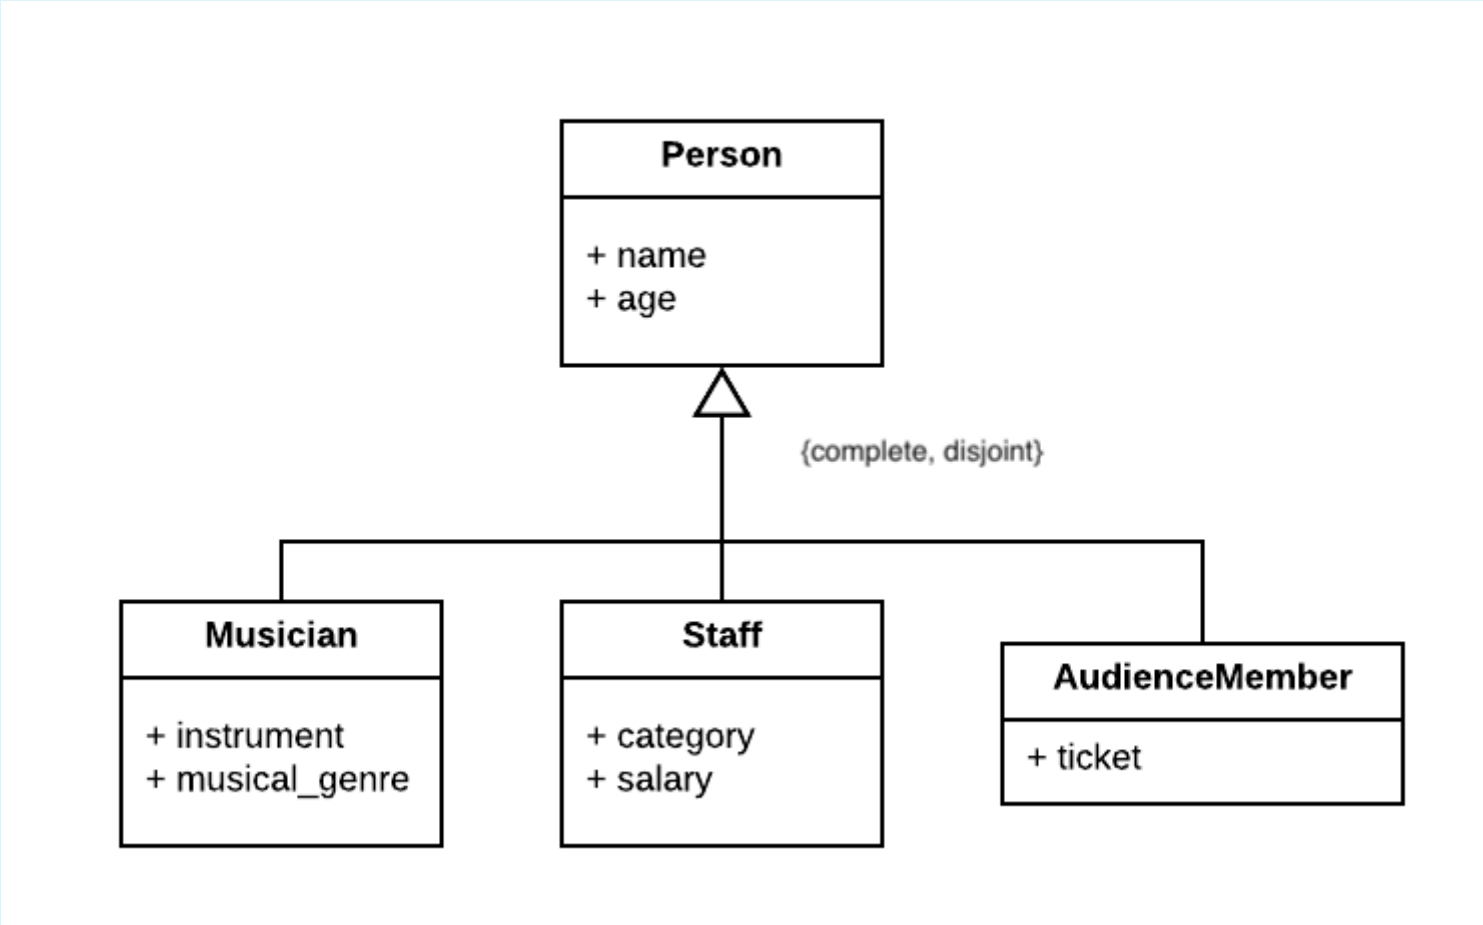 Person
+ name
+ age
{complete, disjoint}
Musician
+ instrument
+ musical_genre
Staff
+ category
+ salary
AudienceMember
+ ticket